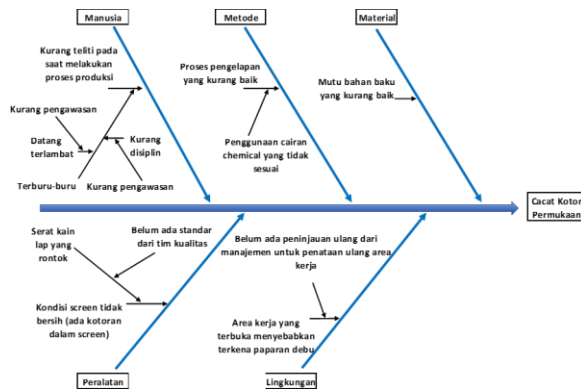 Manusia
Metode
Material
Kurang teliti pada
saat melakukan
proses produksi
Proses pengelapan
yang kurang baik
Mutu bahan baku
yang kurang baik
Kurang pengawasan
Datang
terlambat
Kurang
disiplin
Terburu-buru
Kurang pengawasan
Penggunaan cairan
chemical yang tidak
sesuai
Cacat Kotor
Permukaan
Serat kain
lap yang
rontok
Belum ada standar
dari tim kualitas
Belum ada peninjauan ulang dari
manajemen untuk penataan ulang area
kerja
Kondisi screen tidak
bersih (ada kotoran
dalam screen)
Area kerja yang
terbuka menyebabkan
terkena paparan debu
Peralatan
Lingkungan